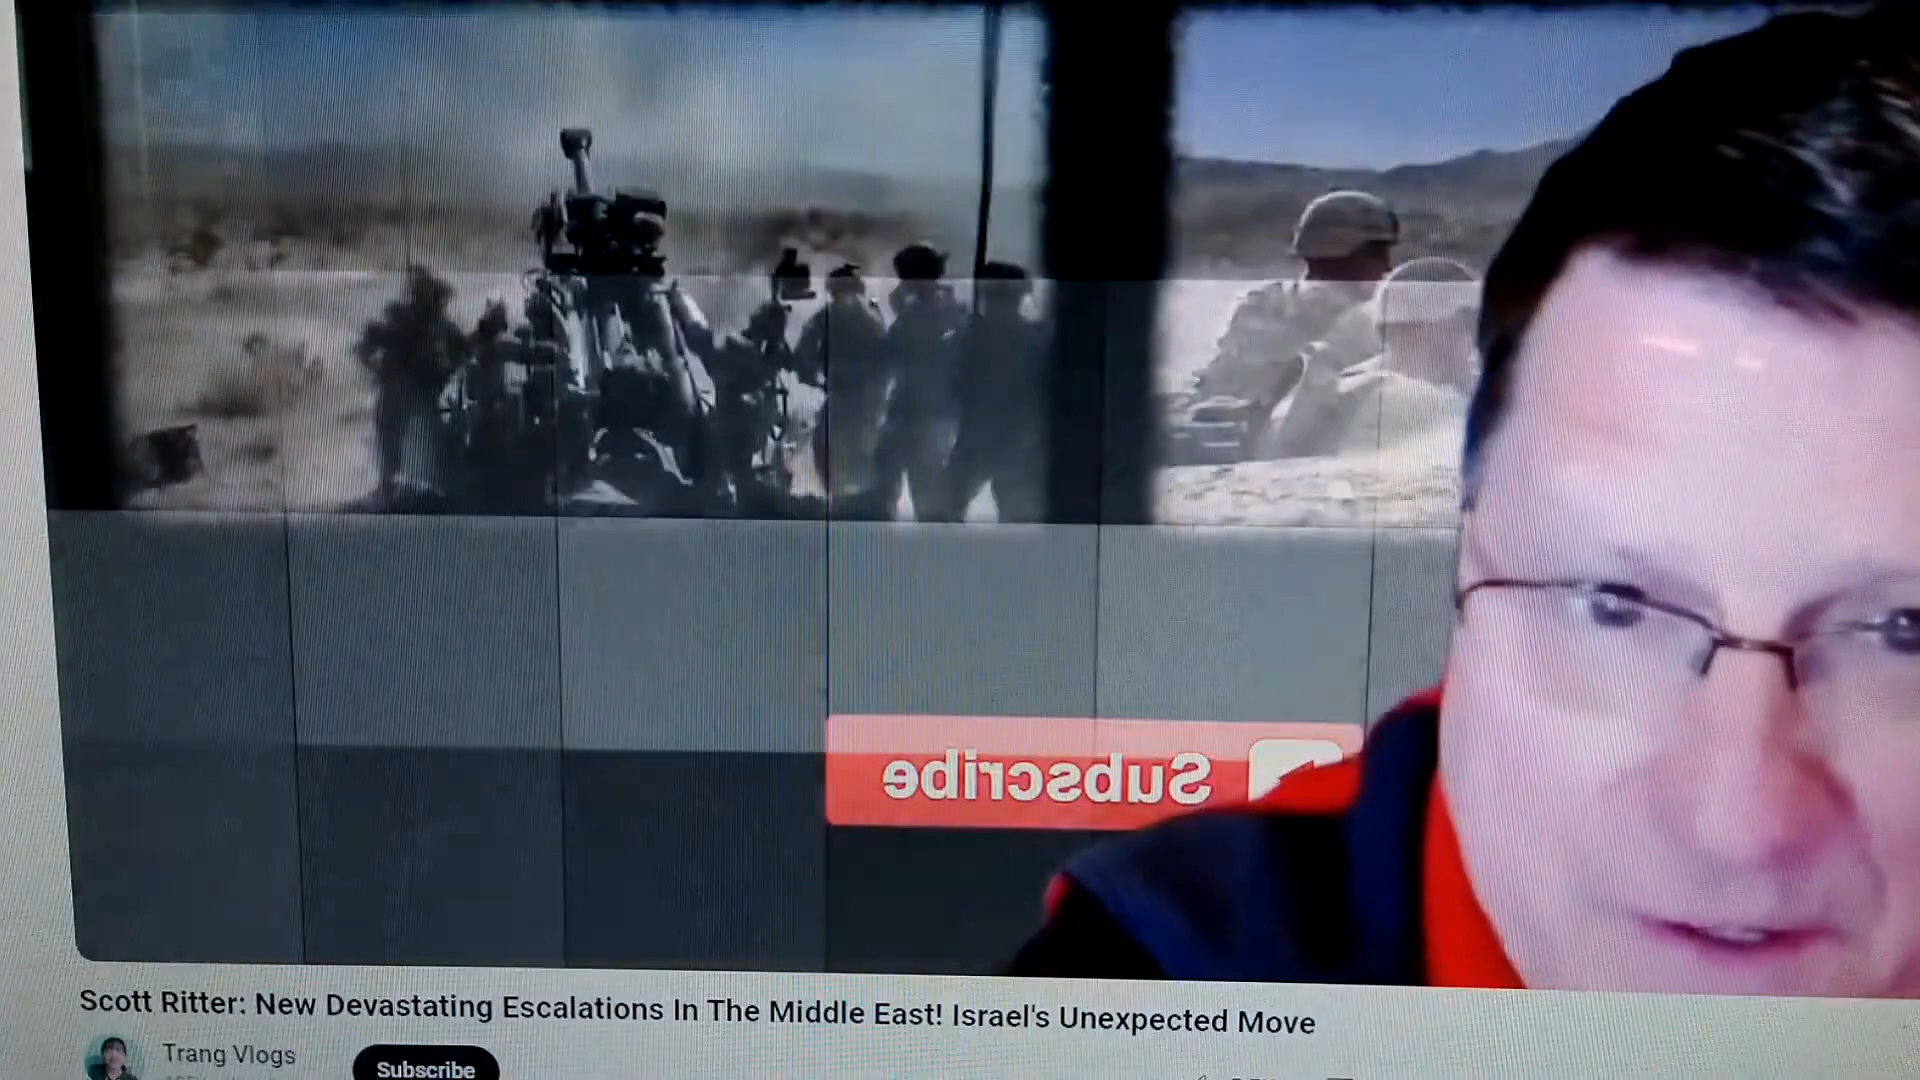 Subscribe
Scott Ritter: New Devastating Escalations In The Middle East! Israel's Unexpected Move
Trang Vlogs
Subscribe